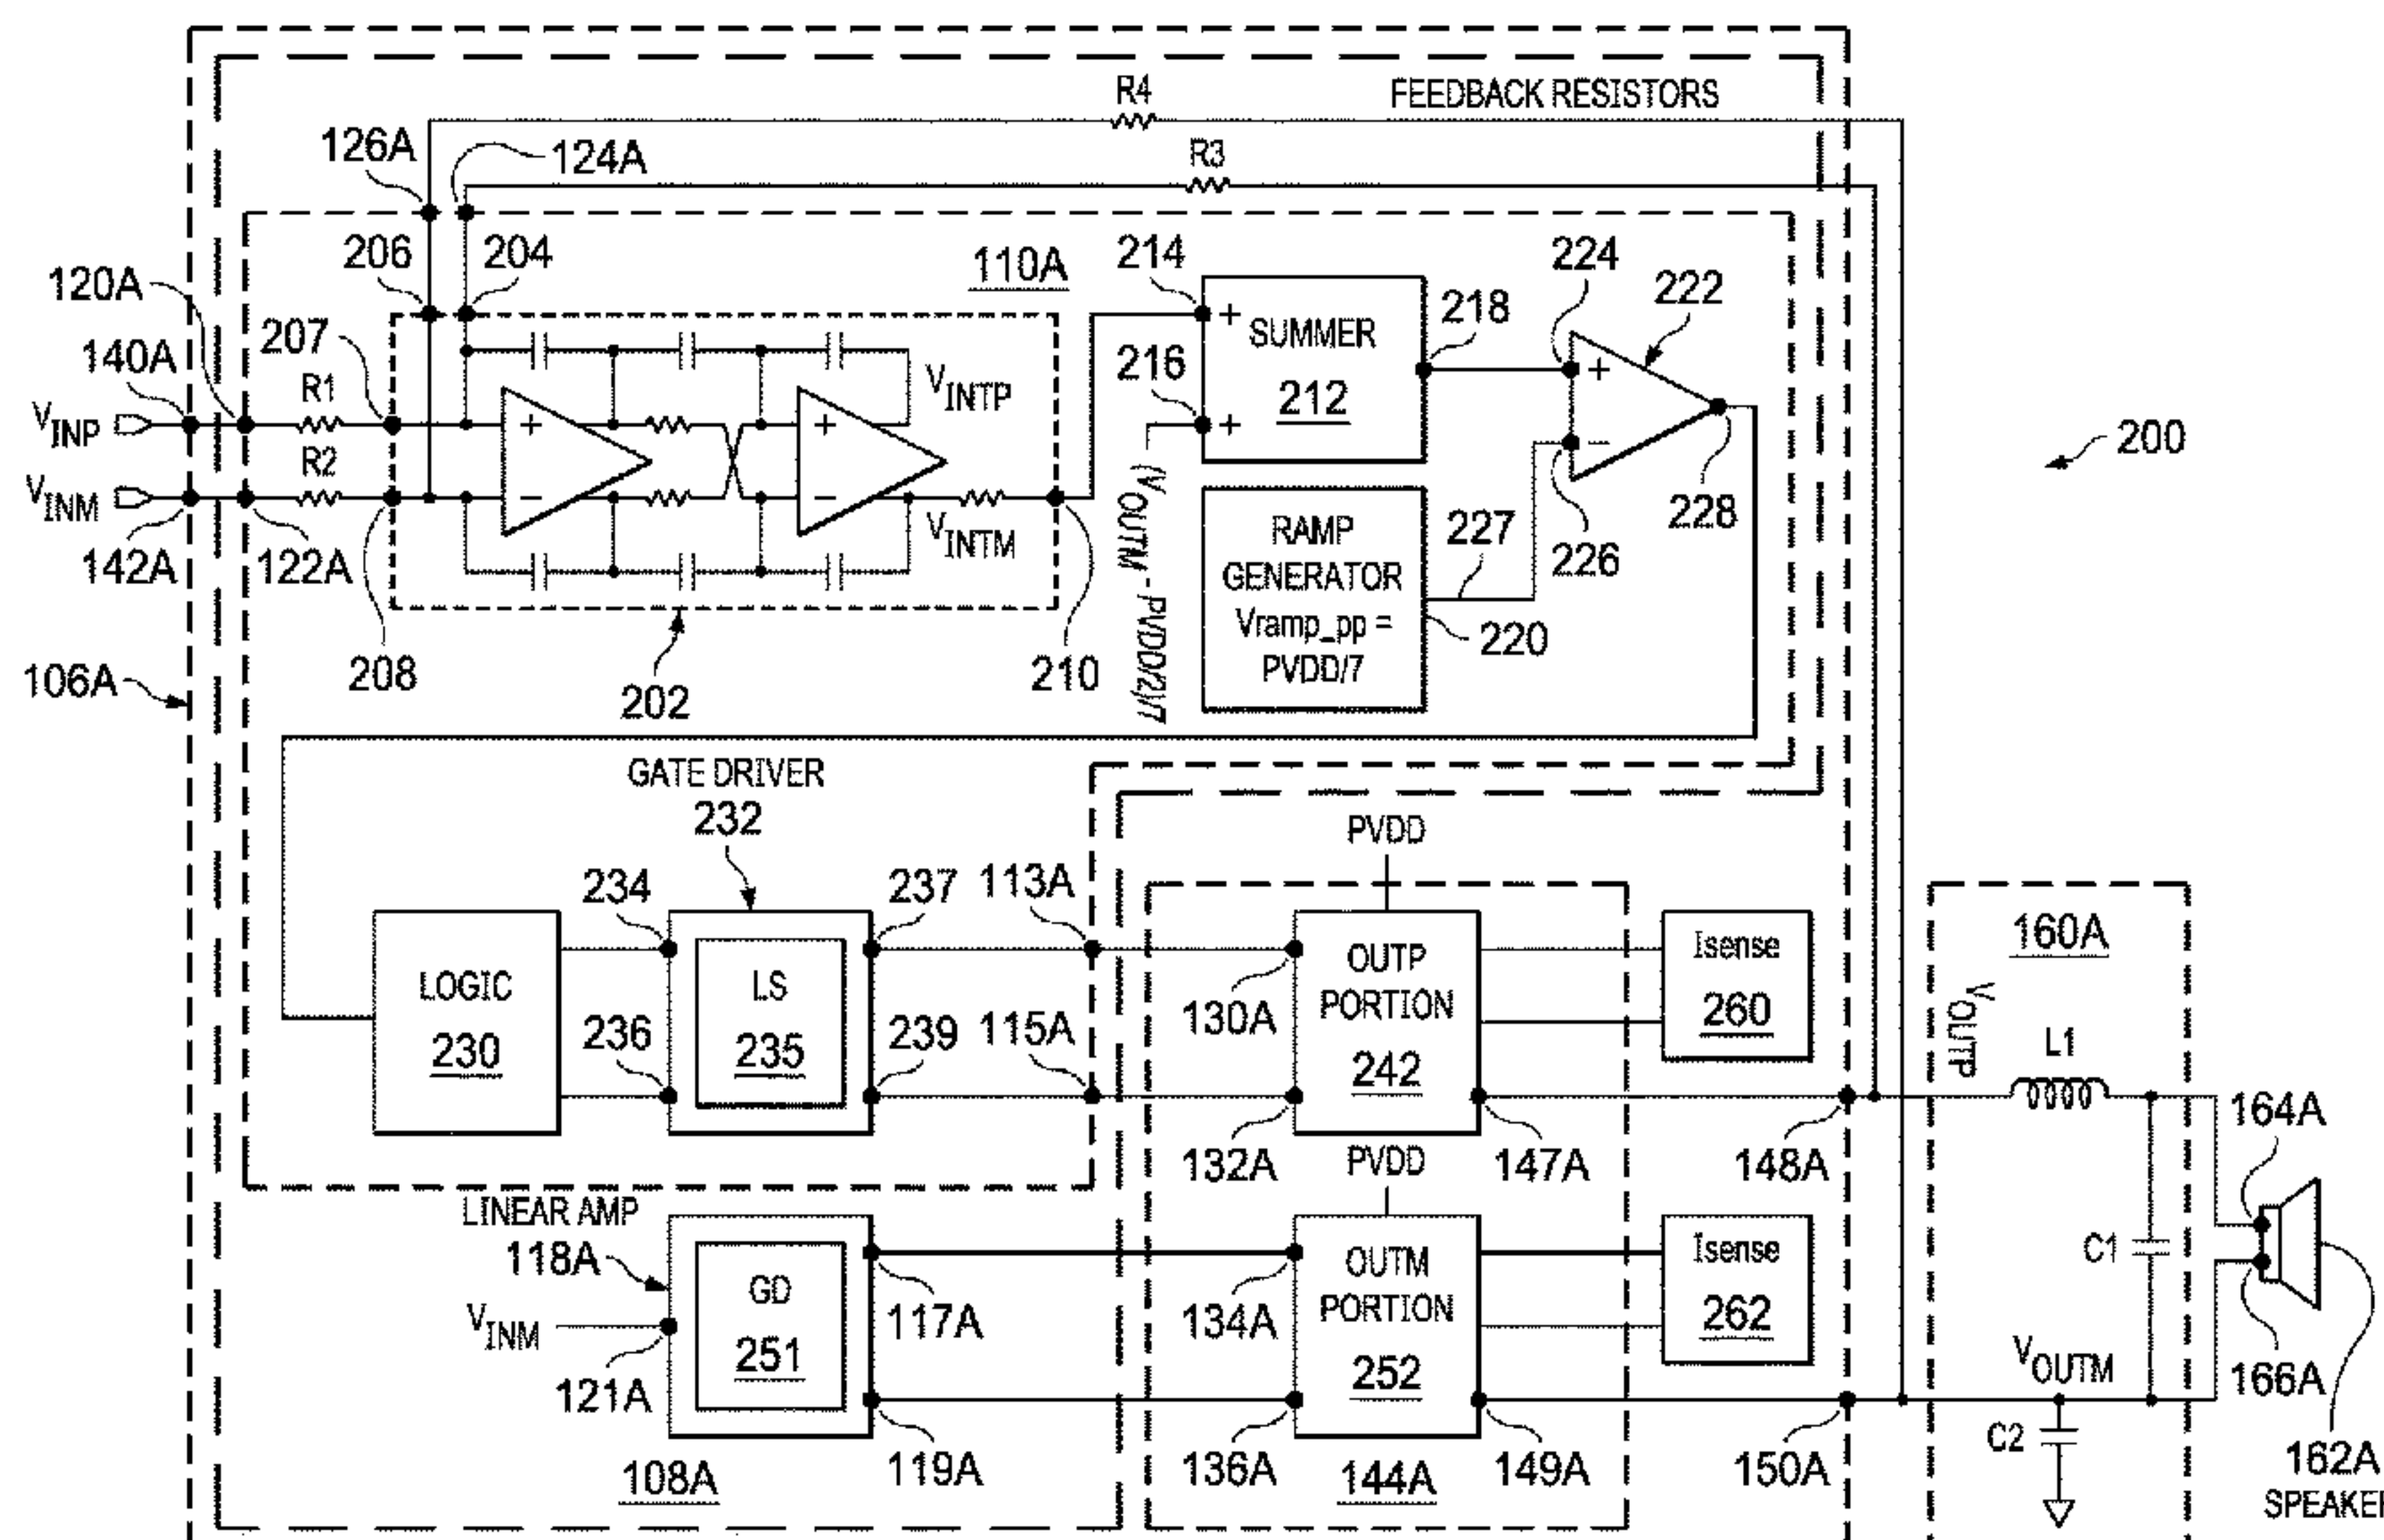 R4
FEEDBACK RESISTORS
126A
124A
R3
206
204
110A
214
224
222
120A
207
218
SUMMER
140A
R1
216
212
V_INTP
V_INP
R2
200
V_INM
V_INTM
228
142A
122A
226
227
RAMP
GENERATOR
Vramp_pp =
PVDD/7
220
(V_OUTM - PVDD/2)/7
208
210
106A
202
GATE DRIVER
232
PVDD
234
237
113A
160A
LOGIC
230
LS
235
OUTP
PORTION
242
Isense
260
V_OUTP
L1
236
239
115A
130A
132A
PVDD
147A
148A
164A
LINEAR AMP
118A
GD
251
OUTM
PORTION
252
Isense
262
C1
V_INM
117A
134A
V_OUTM
121A
166A
C2
119A
136A
149A
150A
162A
108A
144A
SPEAKER
+
+
+
−
+
−
+
−